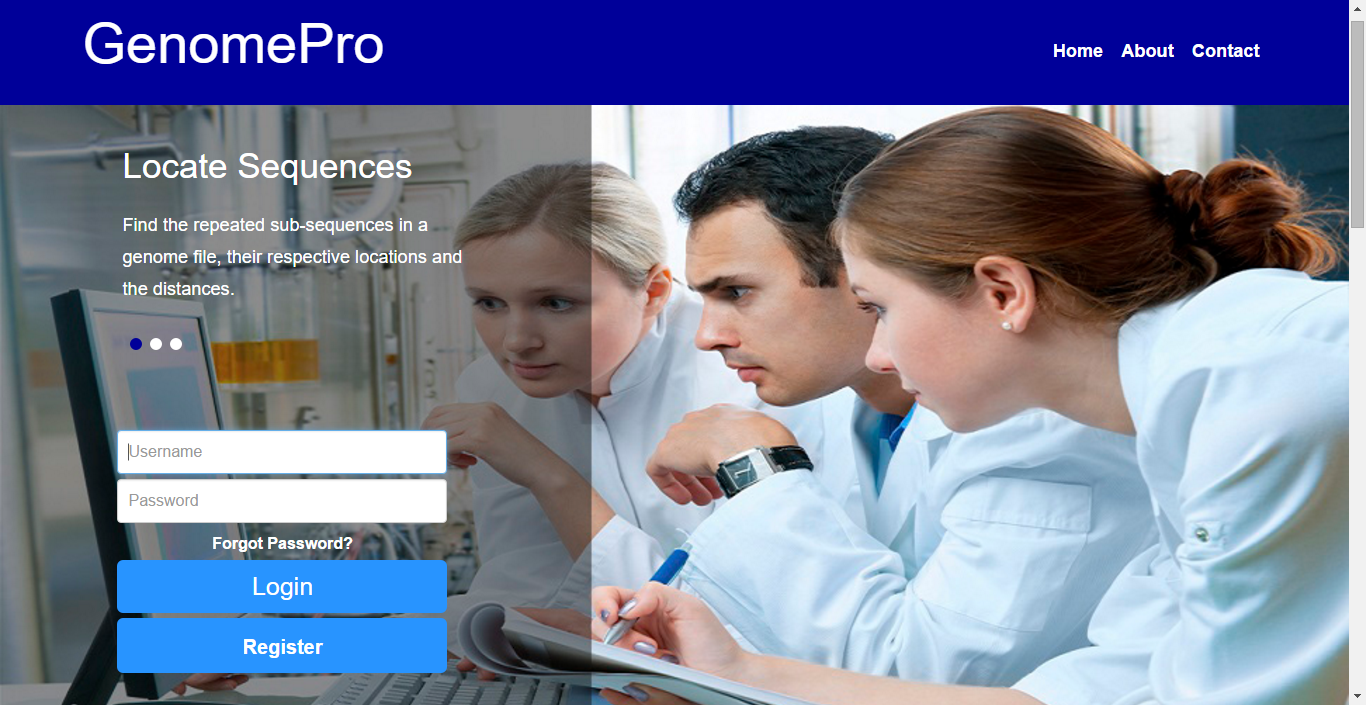 GenomePro
Home About Contact
Locate Sequences
Find the repeated sub-sequences in a
genome file, their respective locations and
the distances.
Username
Password
Forgot Password?
Login
Register